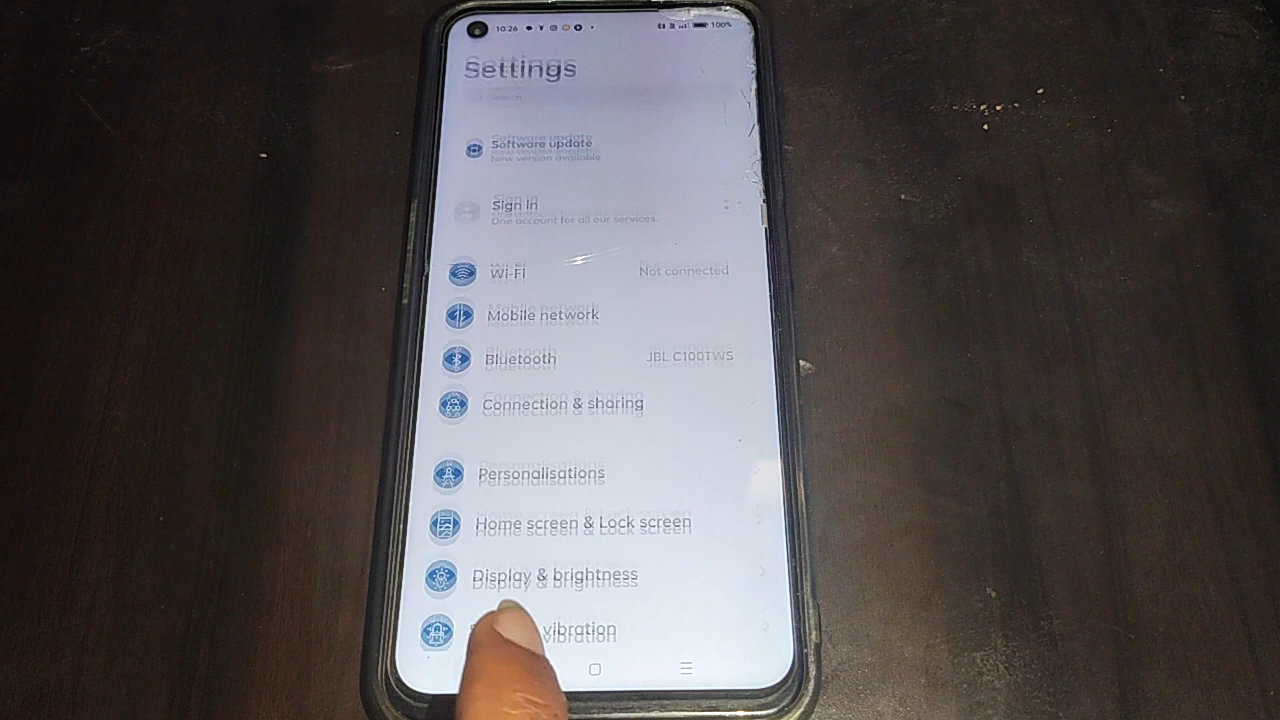 10:26
100%
Settings
Search
Software update
New version available
Sign in
One account for all our services.
Wi-Fi
Not connected
Mobile network
Bluetooth
JBL C100TWS
Connection & sharing
Personalisations
Home screen & Lock screen
Display & brightness
vibration